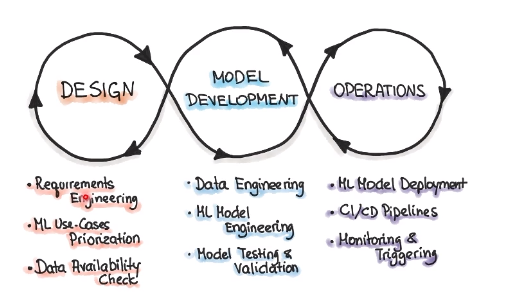 DESIGN
MODEL
DEVELOPMENT
OPERATIONS
• Requirements
Engineering
• ML Use-Cases
Priorization
• Data Availability
Check
• Data Engineering
• ML Model
Engineering
• Model Testing &
Validation
• ML Model Deployment
• CI/CD Pipelines
• Monitoring &
Triggering